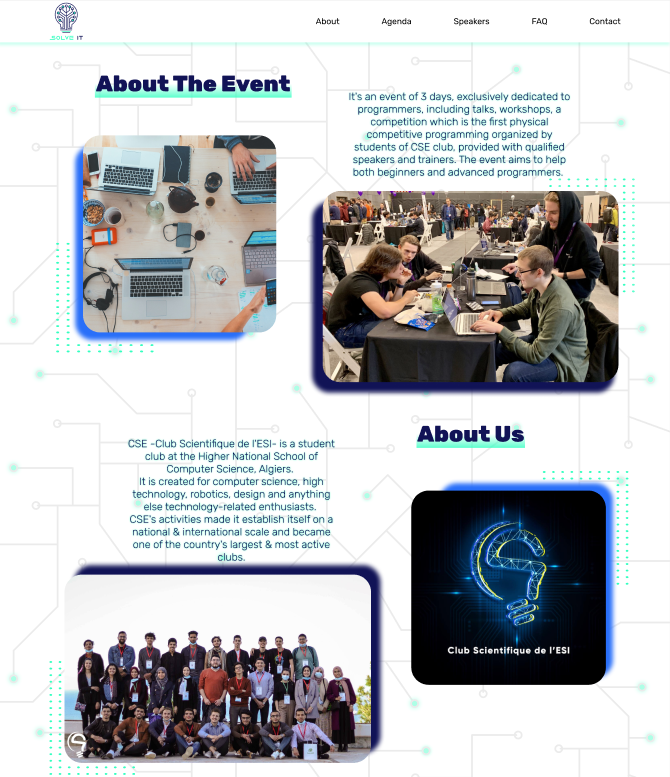 SOLVE IT
About
Agenda
Speakers
FAQ
Contact
About The Event
It's an event of 3 days, exclusively dedicated to
programmers, including talks, workshops, a
competition which is the first physical
competitive programming organized by
students of CSE club, provided with qualified
speakers and trainers. The event aims to help
both beginners and advanced programmers.
About Us
CSE -Club Scientifique de l'ESI- is a student
club at the Higher National School of
Computer Science, Algiers.
It is created for computer science, high
technology, robotics, design and anything
else technology-related enthusiasts.
CSE's activities made it establish itself on a
national & international scale and became
one of the country's largest & most active
clubs.
Club Scientifique de l'ESI